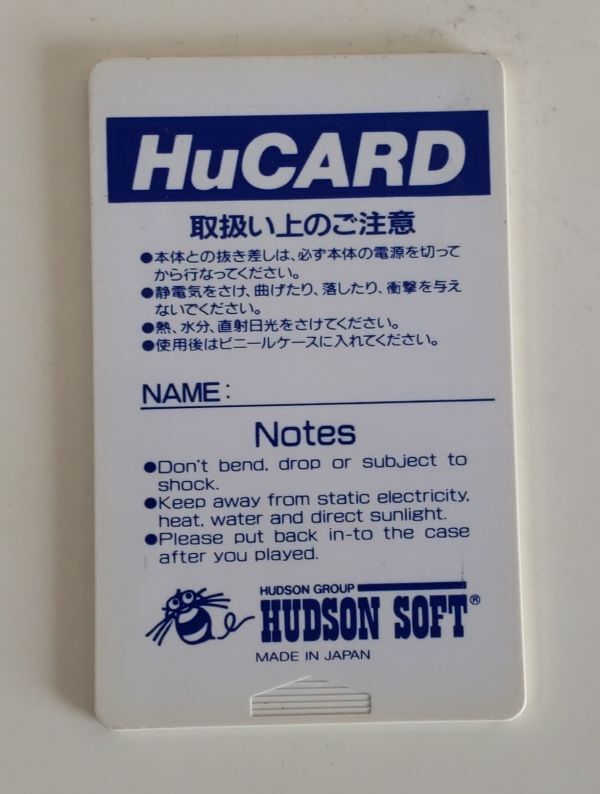 HuCARD
取扱い上のご注意
●本体との抜き差しは、必ず本体の電源を切って
から行なってください。
●静電気をさけ、曲げたり、落したり、衝撃を与え
ないでください。
●熱、水分、直射日光をさけてください。
●使用後はビニールケースに入れてください。
NAME:
Notes
●Don't bend, drop or subject to
shock.
●Keep away from static electricity,
heat, water and direct sunlight.
●Please put back in-to the case
after you played.
HUDSON GROUP
HUDSON SOFT®
MADE IN JAPAN